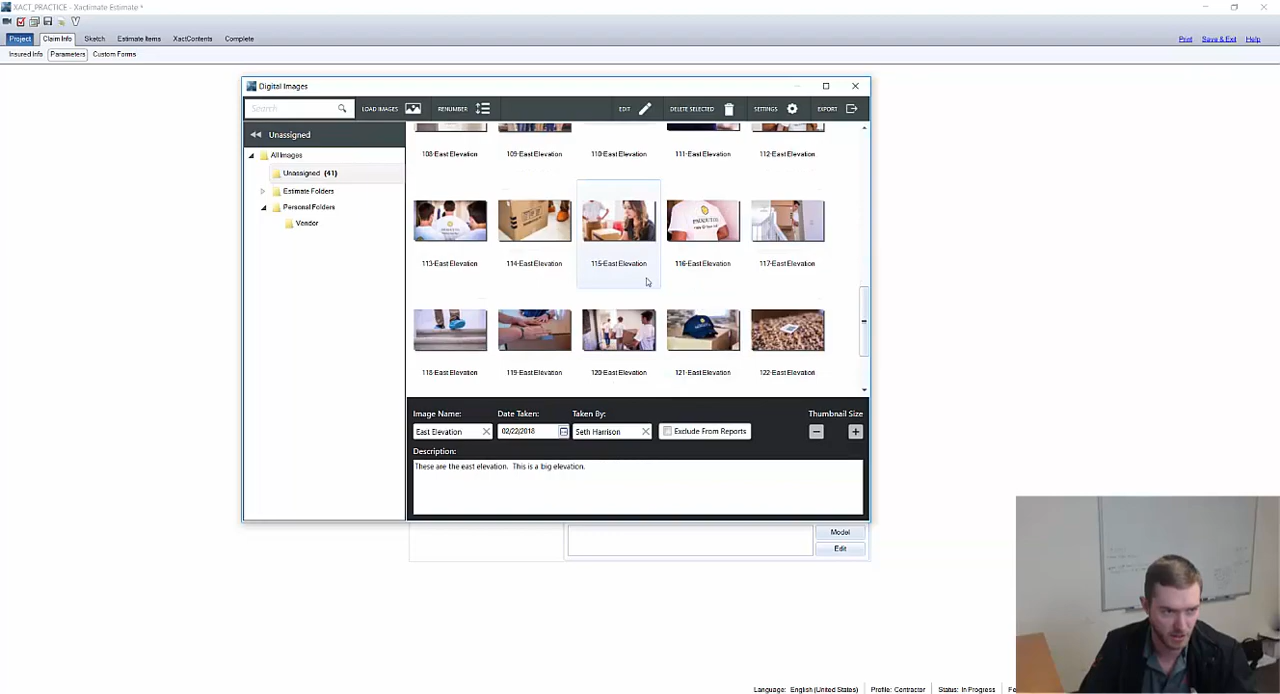 XACT_PRACTICE - Xactimate Estimate *
Project Claim Info Sketch Estimate Items XactContents Complete
Print Save & Exit Help
Insured Info Parameters Custom Forms
Digital Images
Search LOAD IMAGES RENUMBER EDIT DELETE SELECTED SETTINGS EXPORT
Unassigned
All Images
Unassigned (41)
Estimate Folders
Personal Folders
Vendor
108-East Elevation 109-East Elevation 110-East Elevation 111-East Elevation 112-East Elevation
113-East Elevation 114-East Elevation 115-East Elevation 116-East Elevation 117-East Elevation
118-East Elevation 119-East Elevation 120-East Elevation 121-East Elevation 122-East Elevation
Image Name: Date Taken: Taken By: Thumbnail Size
East Elevation 02/22/2018 Seth Harrison Exclude From Reports
Description:
These are the east elevation. This is a big elevation.
Model
Edit
Language: English (United States) Profile: Contractor Status: In Progress